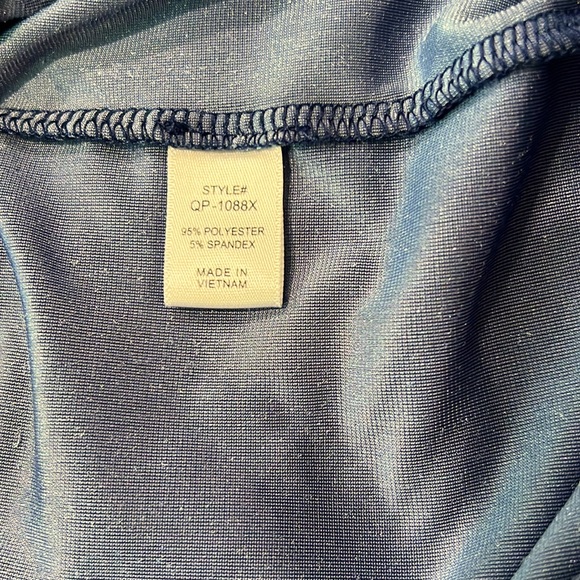 STYLE#
QP-1088X
95% POLYESTER
5% SPANDEX
MADE IN
VIETNAM